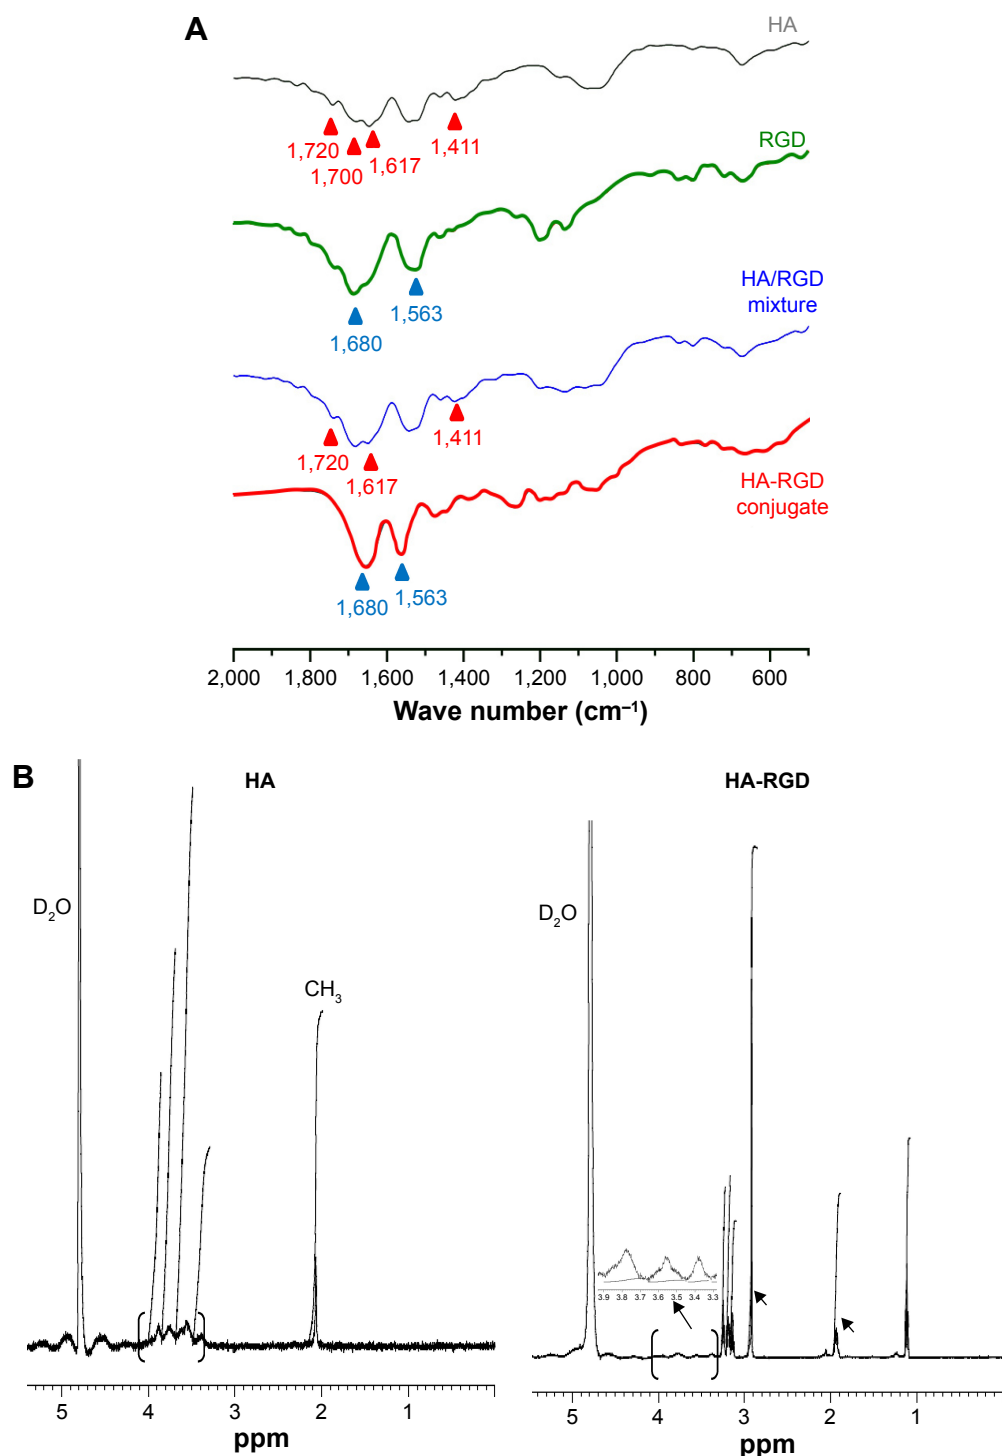 A
HA
1,720
1,700
1,617
1,411
RGD
1,680
1,563
HA/RGD
mixture
1,720
1,617
1,411
HA-RGD
conjugate
1,680
1,563
2,000 1,800 1,600 1,400 1,200 1,000 800 600
Wave number (cm⁻¹)
B
HA
D₂O
CH₃
5 4 3 2 1
ppm
HA-RGD
D₂O
3.9 3.8 3.7 3.6 3.5 3.4 3.3
5 4 3 2 1
ppm